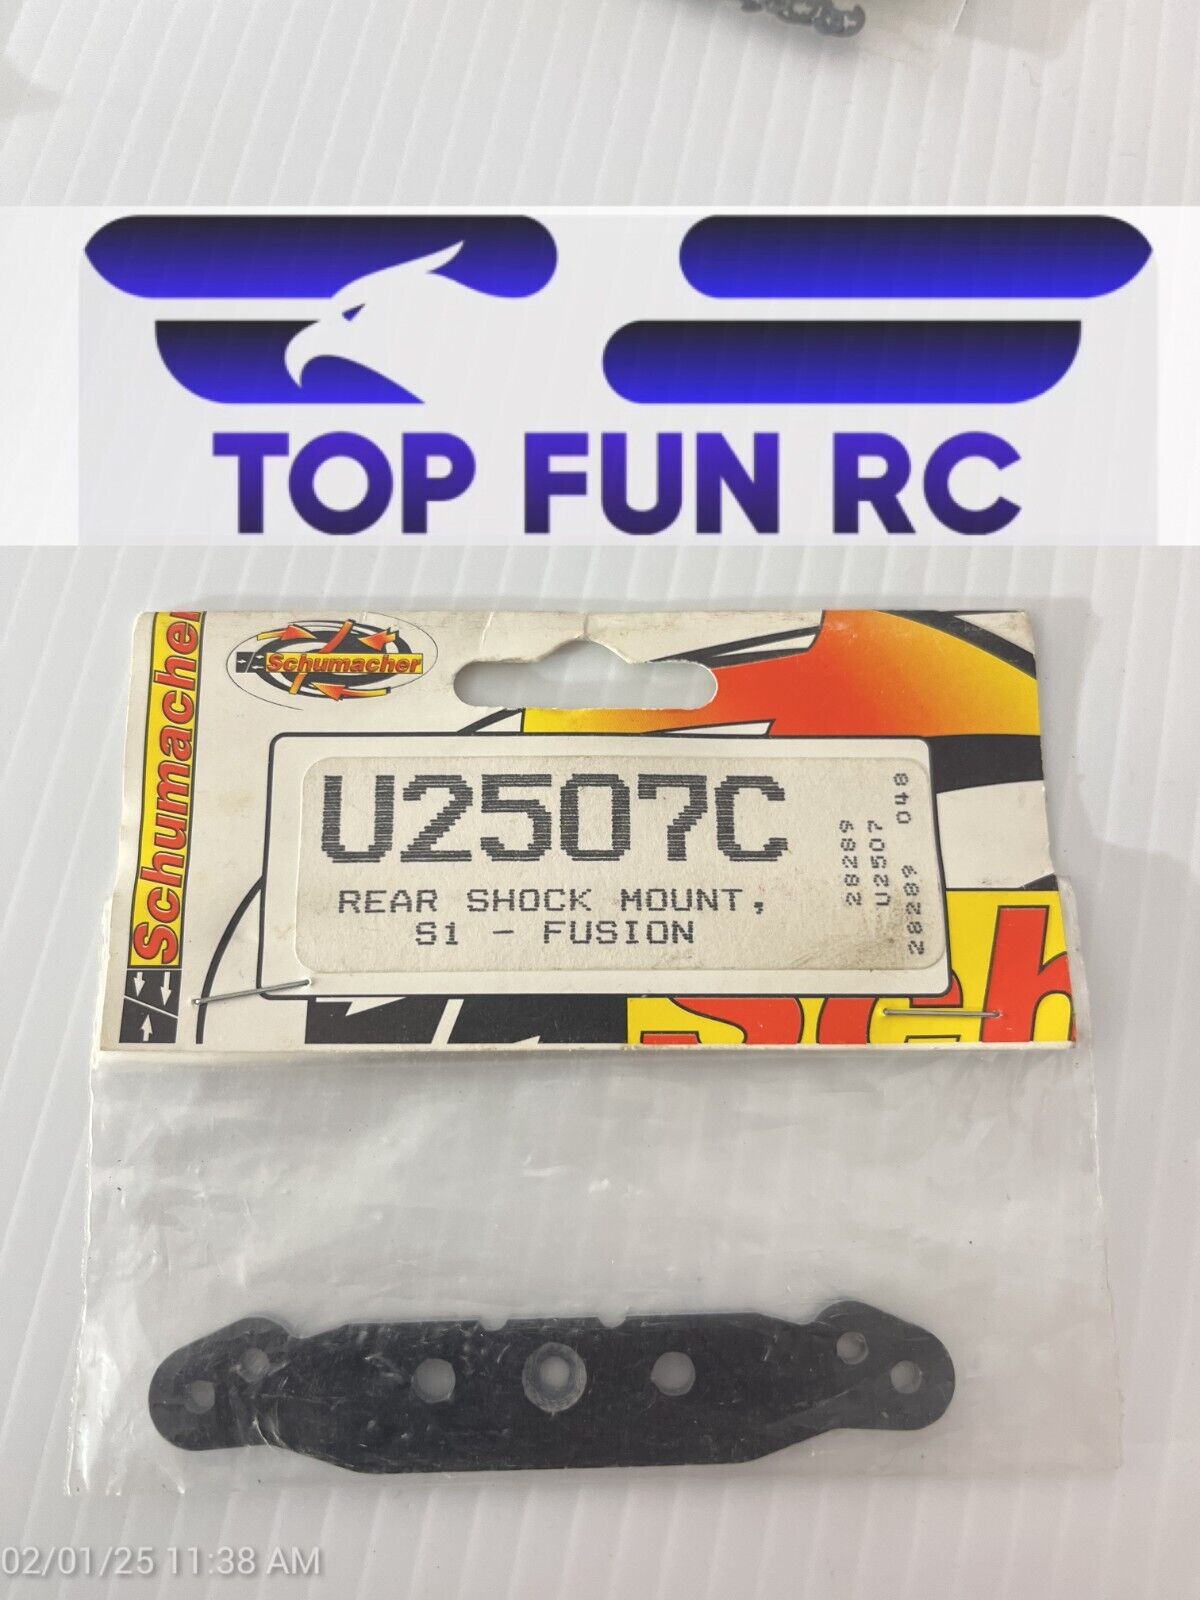 TOP FUN RC
Schumacher
Schumacher
U2507C
REAR SHOCK MOUNT,
S1 - FUSION
28289
U2507
28289 048
Sch
02/01/25 11:38 AM